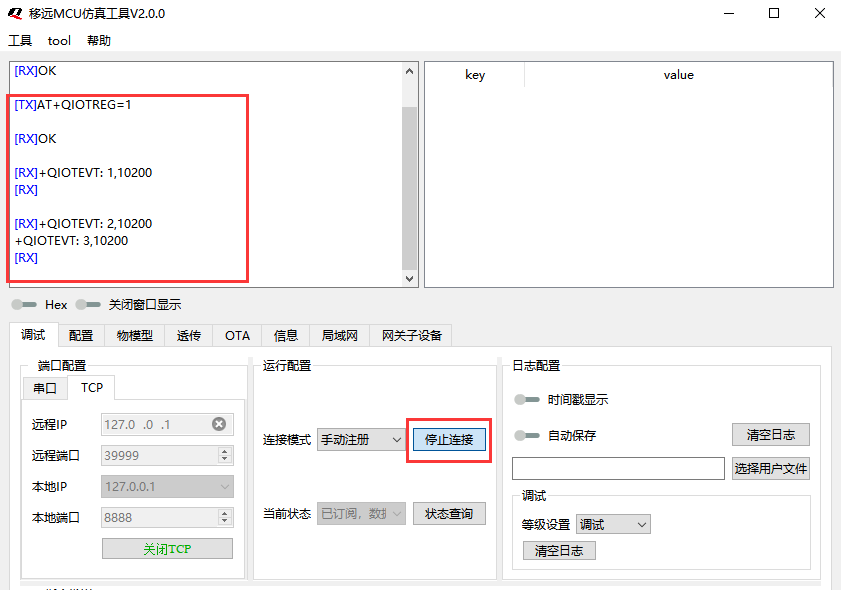 移远MCU仿真工具V2.0.0
工具 tool 帮助
[RX]OK
[TX]AT+QIOTREG=1
[RX]OK
[RX]+QIOTEVT: 1,10200
[RX]
[RX]+QIOTEVT: 2,10200
+QIOTEVT: 3,10200
[RX]
key value
Hex 关闭窗口显示
调试 配置 物模型 透传 OTA 信息 局域网 网关子设备
端口配置
串口 TCP
远程IP 127.0 .0 .1
远程端口 39999
本地IP 127.0.0.1
本地端口 8888
关闭TCP
运行配置
连接模式 手动注册 停止连接
当前状态 已订阅，数据 状态查询
日志配置
时间戳显示
自动保存 清空日志
选择用户文件
调试
等级设置 调试
清空日志